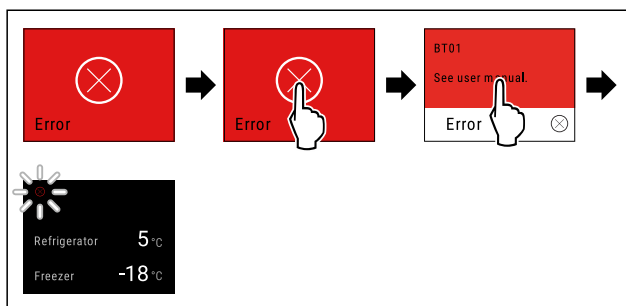 Error
Error
BT01
See user manual.
Error
Refrigerator 5 °C
Freezer -18 °C